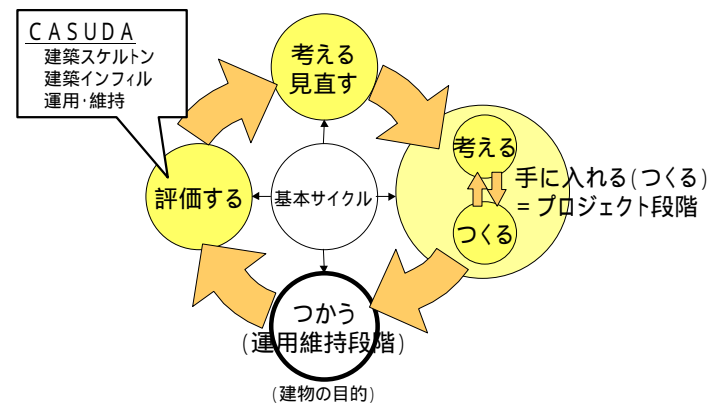 CASUDA
建築スケルトン
建築インフィル
運用･維持
考える
見直す
考える
つくる
手に入れる(つくる)
=プロジェクト段階
評価する
基本サイクル
つかう
(運用維持段階)
(建物の目的)